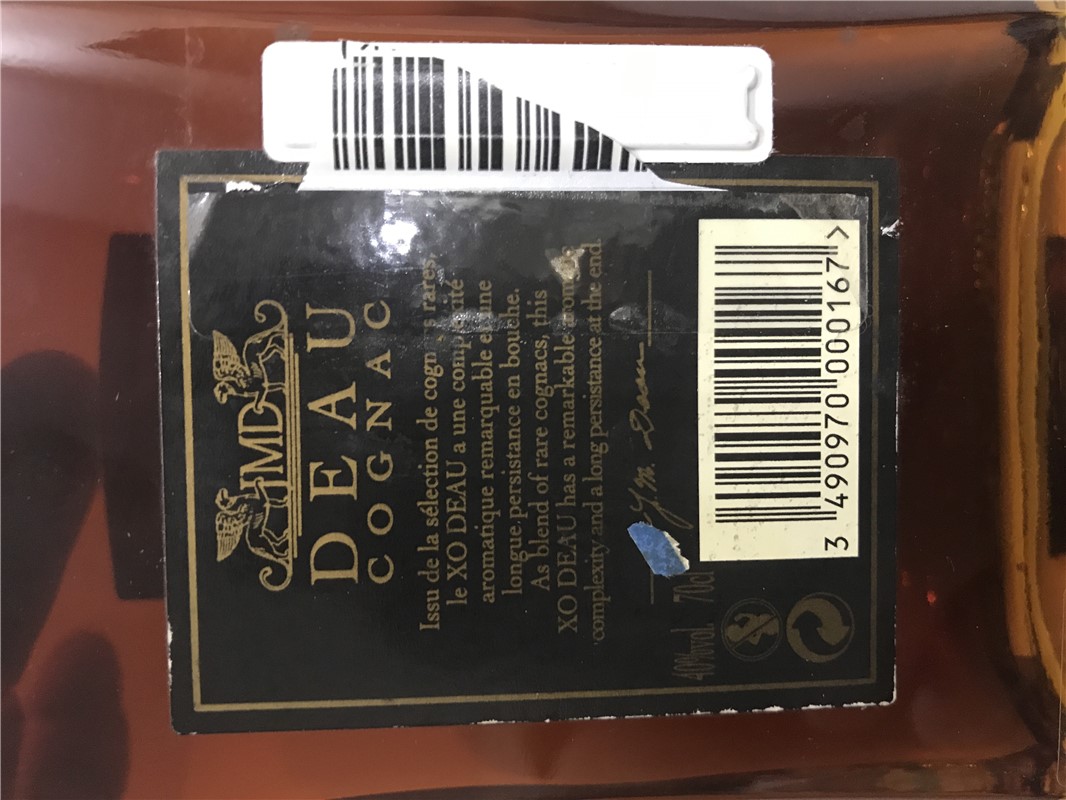 JMD
DEAU
COGNAC
Issu de la sélection de cognacs rares,
le XO DEAU a une complexité
aromatique remarquable et une
longue persistance en bouche.
As blend of rare cognacs, this
XO DEAU has a remarkable aromatic
complexity and a long persistance at the end.
40%vol. 70cl
3 490970 000167 >